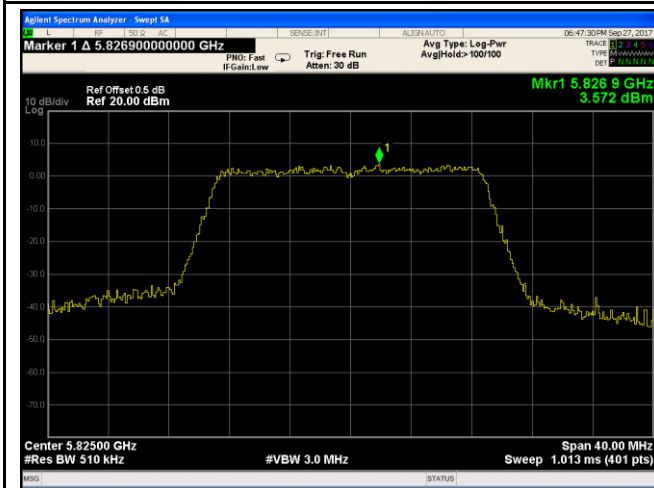 Agilent Spectrum Analyzer - Swept SA
L RF 50 Ω AC SENSE:INT ALIGNAUTO 06:47:30 PM Sep 27, 2017
Marker 1 Δ 5.826900000000 GHz
PNO: Fast
IFGain:Low
Trig: Free Run
Atten: 30 dB
Avg Type: Log-Pwr
Avg|Hold:>100/100
TRACE 1 2 3 4 5 6
TYPE M
DET P N N N N N
Mkr1 5.826 9 GHz
3.572 dBm
Ref Offset 0.5 dB
10 dB/div Ref 20.00 dBm
Log
10.0
0.00
-10.0
-20.0
-30.0
-40.0
-50.0
-60.0
-70.0
1
Center 5.82500 GHz
Span 40.00 MHz
#Res BW 510 kHz
#VBW 3.0 MHz
Sweep 1.013 ms (401 pts)
MSG
STATUS